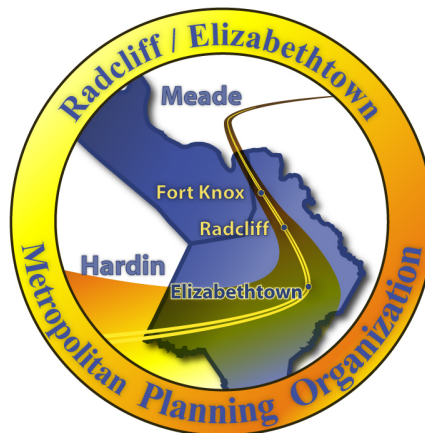 Radcliff / Elizabethtown
Meade
Fort Knox
Radcliff
Hardin
Elizabethtown
Metropolitan Planning Organization